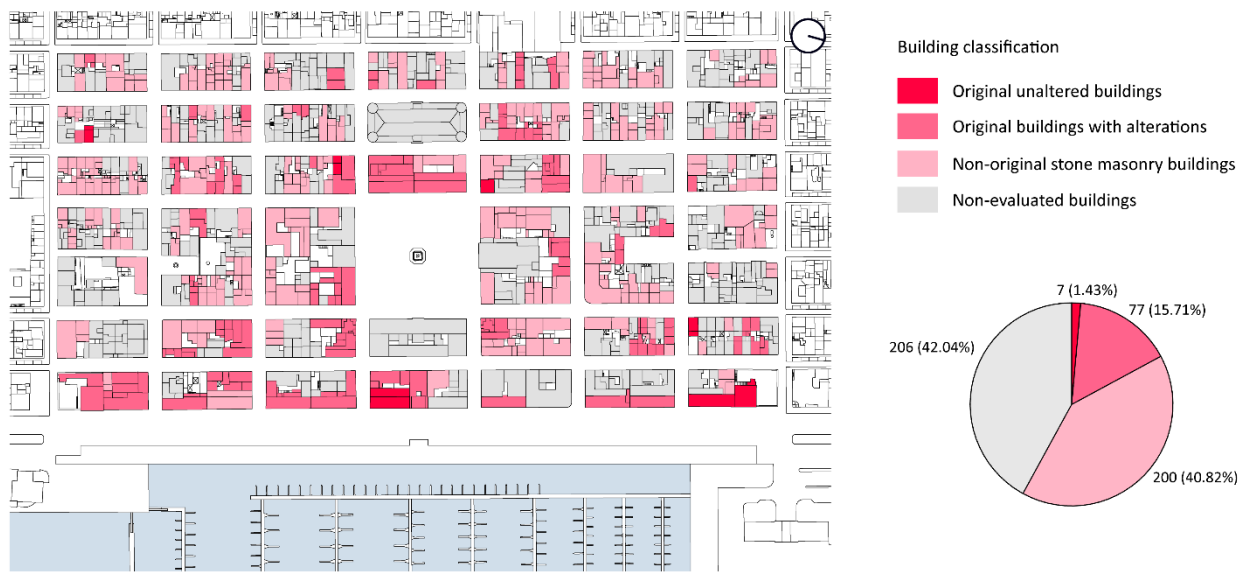 Building classification
Original unaltered buildings
Original buildings with alterations
Non-original stone masonry buildings
Non-evaluated buildings
7 (1.43%)
77 (15.71%)
206 (42.04%)
200 (40.82%)